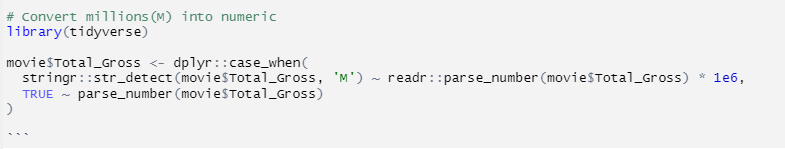 # Convert millions(M) into numeric
library(tidyverse)
movie$Total_Gross <- dplyr::case_when(
  stringr::str_detect(movie$Total_Gross, 'M') ~ readr::parse_number(movie$Total_Gross) * 1e6,
  TRUE ~ parse_number(movie$Total_Gross)
)
```